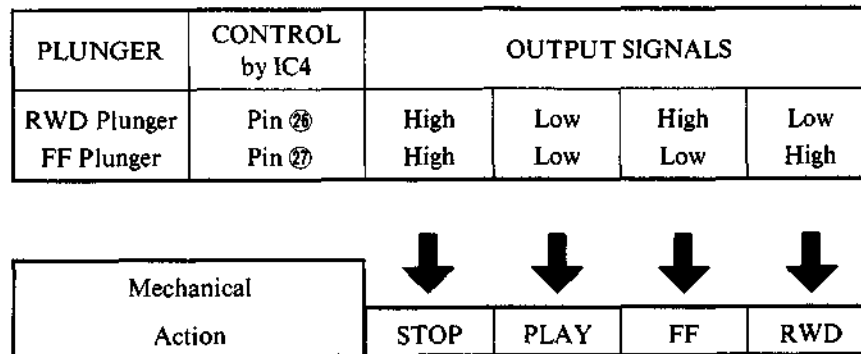 PLUNGER CONTROL by IC4 OUTPUT SIGNALS
RWD Plunger Pin ㉖ High Low High Low
FF Plunger Pin ㉗ High Low Low High
Mechanical
Action STOP PLAY FF RWD